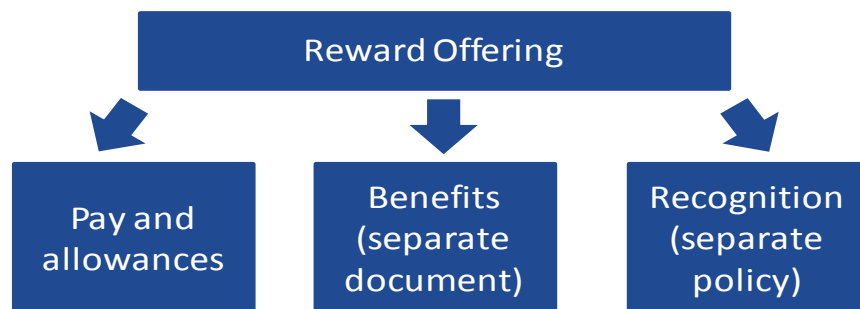 Reward Offering
Pay and
allowances
Benefits
(separate
document)
Recognition
(separate
policy)